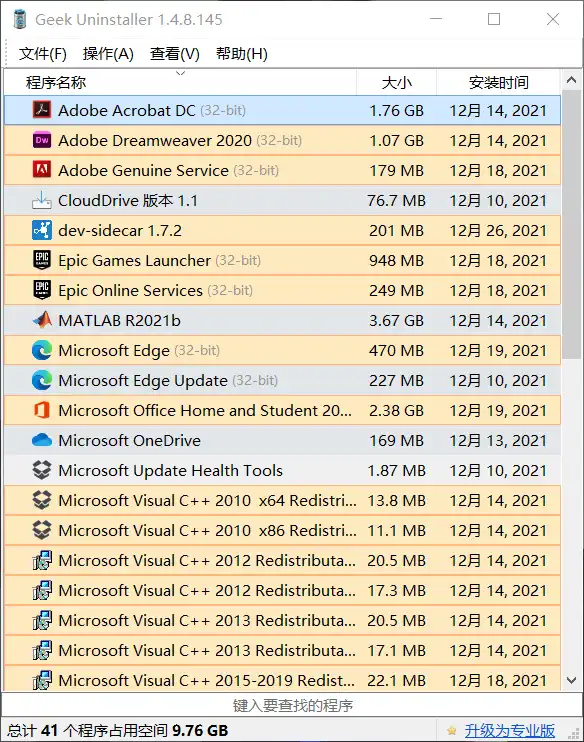 Geek Uninstaller 1.4.8.145
文件(F) 操作(A) 查看(V) 帮助(H)
程序名称 大小 安装时间
Adobe Acrobat DC (32-bit) 1.76 GB 12月 14, 2021
Adobe Dreamweaver 2020 (32-bit) 1.07 GB 12月 14, 2021
Adobe Genuine Service (32-bit) 179 MB 12月 18, 2021
CloudDrive 版本 1.1 76.7 MB 12月 10, 2021
dev-sidecar 1.7.2 201 MB 12月 26, 2021
Epic Games Launcher (32-bit) 948 MB 12月 18, 2021
Epic Online Services (32-bit) 249 MB 12月 18, 2021
MATLAB R2021b 3.67 GB 12月 14, 2021
Microsoft Edge (32-bit) 470 MB 12月 19, 2021
Microsoft Edge Update (32-bit) 227 MB 12月 10, 2021
Microsoft Office Home and Student 20... 2.38 GB 12月 19, 2021
Microsoft OneDrive 169 MB 12月 13, 2021
Microsoft Update Health Tools 1.87 MB 12月 10, 2021
Microsoft Visual C++ 2010  x64 Redistri... 13.8 MB 12月 14, 2021
Microsoft Visual C++ 2010  x86 Redistri... 11.1 MB 12月 14, 2021
Microsoft Visual C++ 2012 Redistributa... 20.5 MB 12月 14, 2021
Microsoft Visual C++ 2012 Redistributa... 17.3 MB 12月 14, 2021
Microsoft Visual C++ 2013 Redistributa... 20.5 MB 12月 14, 2021
Microsoft Visual C++ 2013 Redistributa... 17.1 MB 12月 14, 2021
Microsoft Visual C++ 2015-2019 Redist... 22.1 MB 12月 18, 2021
键入要查找的程序
总计 41 个程序占用空间 9.76 GB 升级为专业版